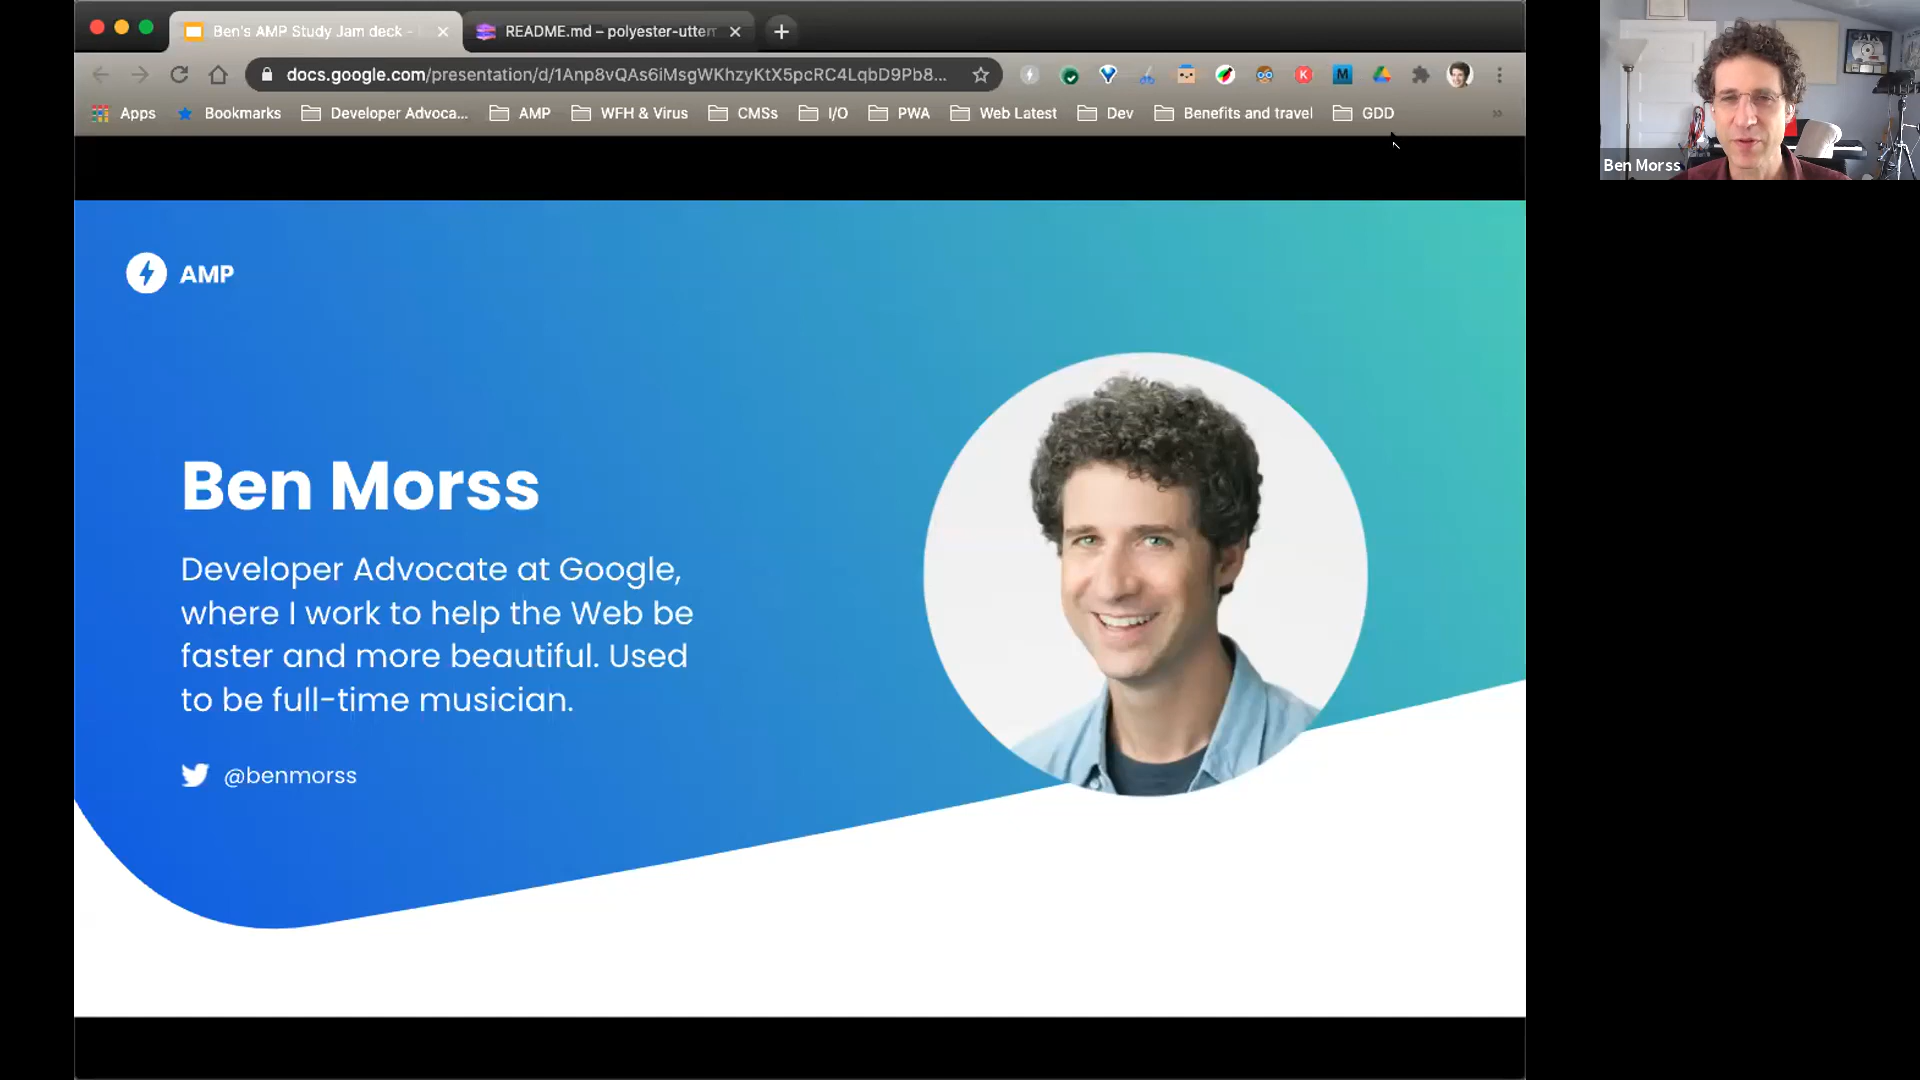 Ben's AMP Study Jam deck -
README.md – polyester-utter
docs.google.com/presentation/d/1Anp8vQAs6iMsgWKhzyKtX5pcRC4LqbD9Pb8...
Apps
Bookmarks
Developer Advoca...
AMP
WFH & Virus
CMSs
I/O
PWA
Web Latest
Dev
Benefits and travel
GDD
Ben Morss
AMP
Ben Morss
Developer Advocate at Google,
where I work to help the Web be
faster and more beautiful. Used
to be full-time musician.
@benmorss